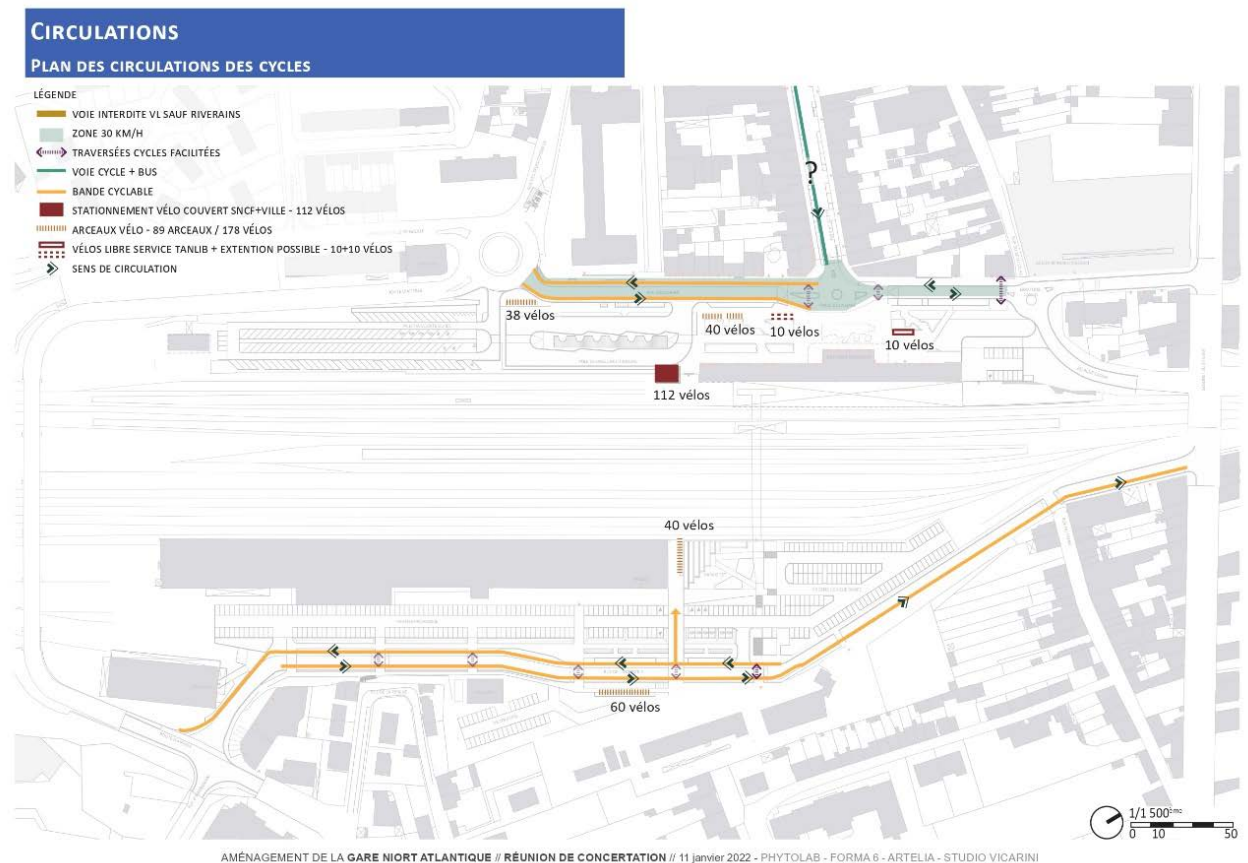 CIRCULATIONS
PLAN DES CIRCULATIONS DES CYCLES
LÉGENDE
VOIE INTERDITE VL SAUF RIVERAINS
ZONE 30 KM/H
TRAVERSÉES CYCLES FACILITÉES
VOIE CYCLE + BUS
BANDE CYCLABLE
STATIONNEMENT VÉLO COUVERT SNCF+VILLE - 112 VÉLOS
ARCEAUX VÉLO - 89 ARCEAUX / 178 VÉLOS
VÉLOS LIBRE SERVICE TANLIB + EXTENTION POSSIBLE - 10+10 VÉLOS
SENS DE CIRCULATION
?
38 vélos
40 vélos
10 vélos
10 vélos
112 vélos
40 vélos
60 vélos
1/1 500ème
0 10 50
AMÉNAGEMENT DE LA GARE NIORT ATLANTIQUE // RÉUNION DE CONCERTATION // 11 janvier 2022 - PHYTOLAB - FORMA 6 - ARTELIA - STUDIO VICARINI